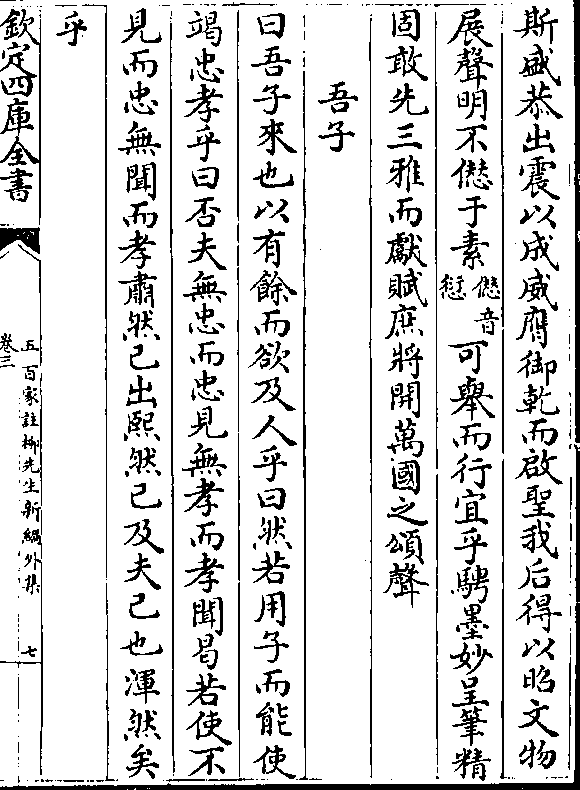 斯盛恭出震以成威膺御乾而啟聖我后得以昭文物
展聲明不僁于素僁音愆可舉而行宜乎騁墨妙呈筆精
固敢先三雅而獻賦庶將開萬國之頌聲
吾子
曰吾子來也以有餘而欲及人乎曰然若用子而能使
竭忠孝乎曰否夫無忠而忠見無孝而孝聞曷若使不
見而忠無聞而孝肅然已出熙然已及夫已也渾然矣
乎
欽定四庫全書
五百家註柳先生新編外集
卷三
七